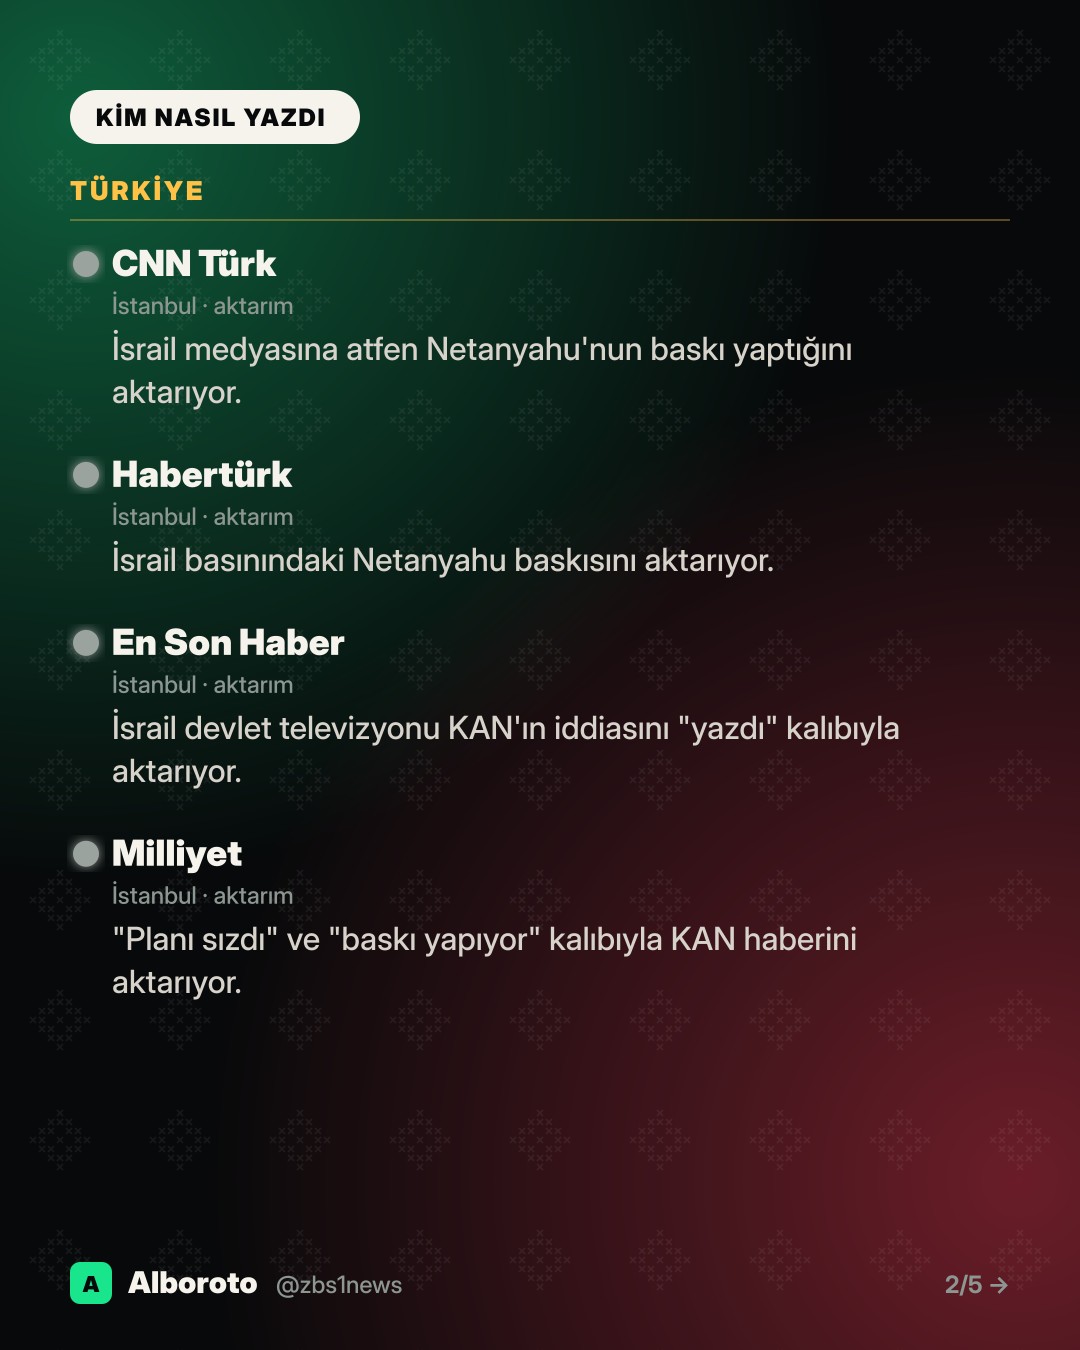 KİM NASIL YAZDI
TÜRKİYE
CNN Türk
İstanbul · aktarım
İsrail medyasına atfen Netanyahu'nun baskı yaptığını
aktarıyor.
Habertürk
İstanbul · aktarım
İsrail basınındaki Netanyahu baskısını aktarıyor.
En Son Haber
İstanbul · aktarım
İsrail devlet televizyonu KAN'ın iddiasını "yazdı" kalıbıyla
aktarıyor.
Milliyet
İstanbul · aktarım
"Planı sızdı" ve "baskı yapıyor" kalıbıyla KAN haberini
aktarıyor.
A Alboroto @zbs1news 2/5 →